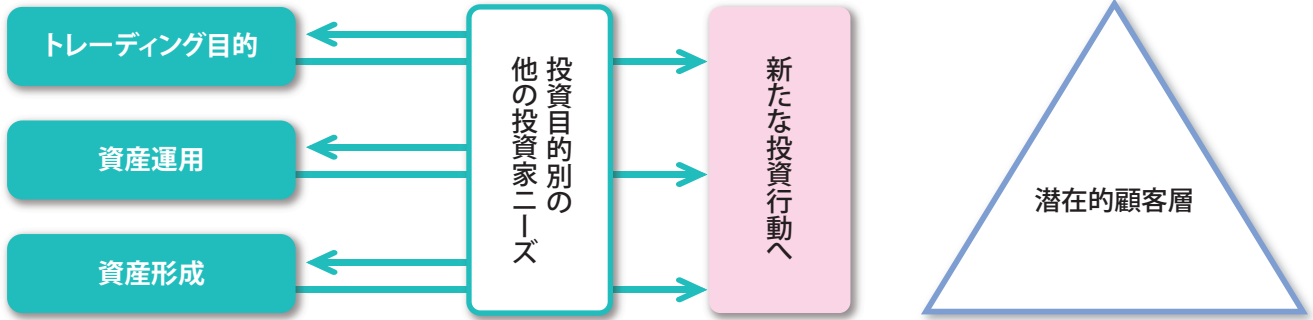 トレーディング目的
資産運用
資産形成
投資目的別の
他の投資家ニーズ
新たな投資行動へ
潜在的顧客層